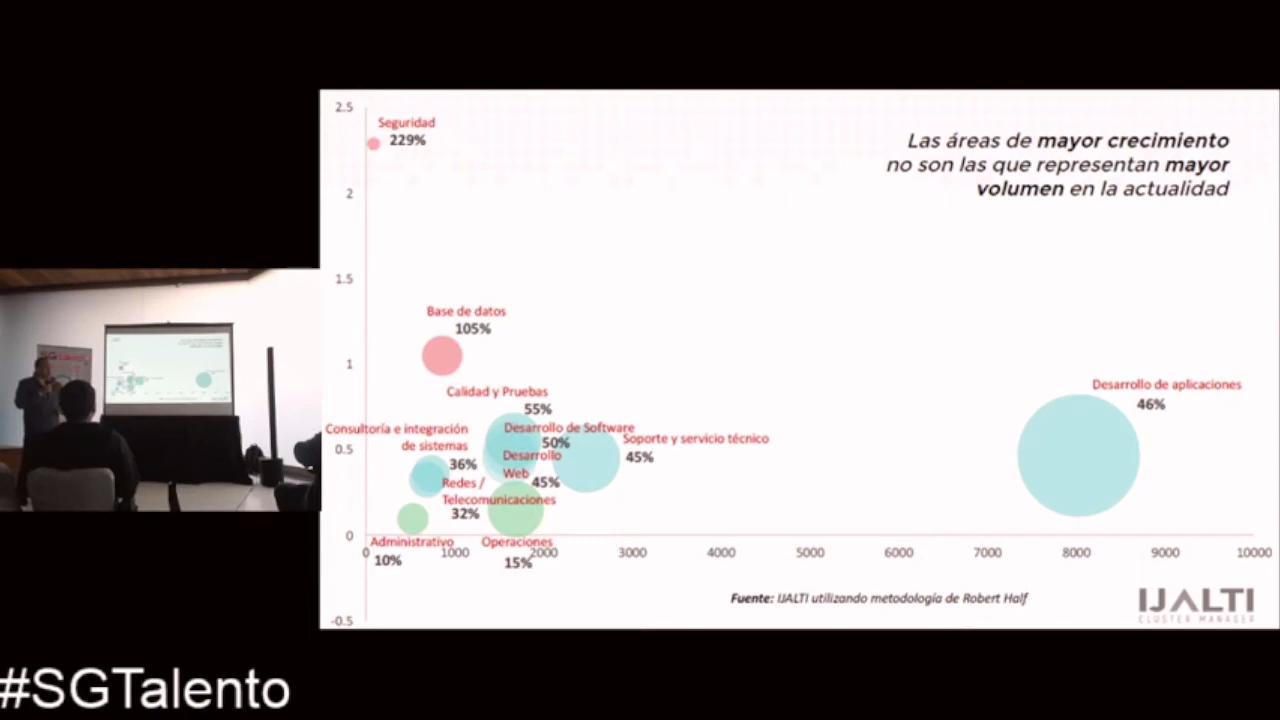 2.5
Seguridad
229%
Las áreas de mayor crecimiento
no son las que representan mayor
volumen en la actualidad
2
1.5
Base de datos
105%
1
Calidad y Pruebas
55%
Desarrollo de aplicaciones
46%
Consultoría e integración
de sistemas
36%
Desarrollo de Software
50%
Soporte y servicio técnico
45%
0.5
Desarrollo
Web
45%
Redes /
Telecomunicaciones
32%
0
Administrativo
10%
Operaciones
15%
0 1000 2000 3000 4000 5000 6000 7000 8000 9000 10000
Fuente: IJALTI utilizando metodología de Robert Half
IJALTI
CLUSTER MANAGER
-0.5
SGTalento
#SGTalento